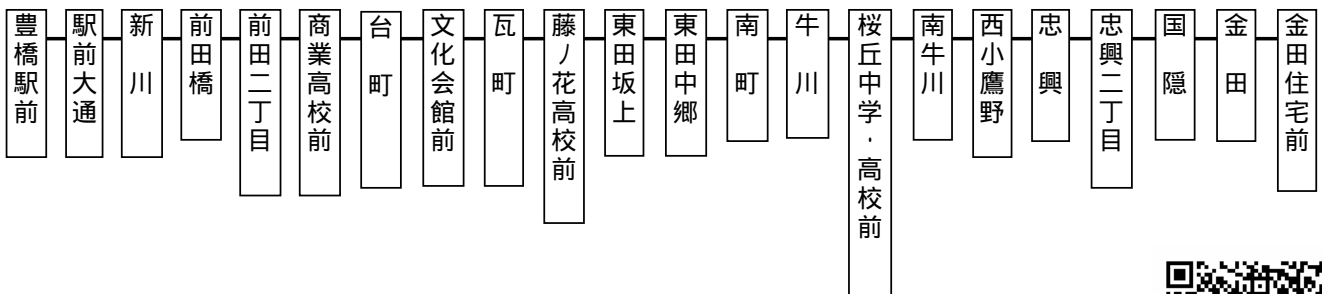 豊橋駅前
駅前大通
新川
前田橋
前田二丁目
商業高校前
台町
文化会館前
瓦町
藤ノ花高校前
東田坂上
東田中郷
南町
牛川
桜丘中学・高校前
南牛川
西小鷹野
忠興
忠興二丁目
国隠
金田
金田住宅前